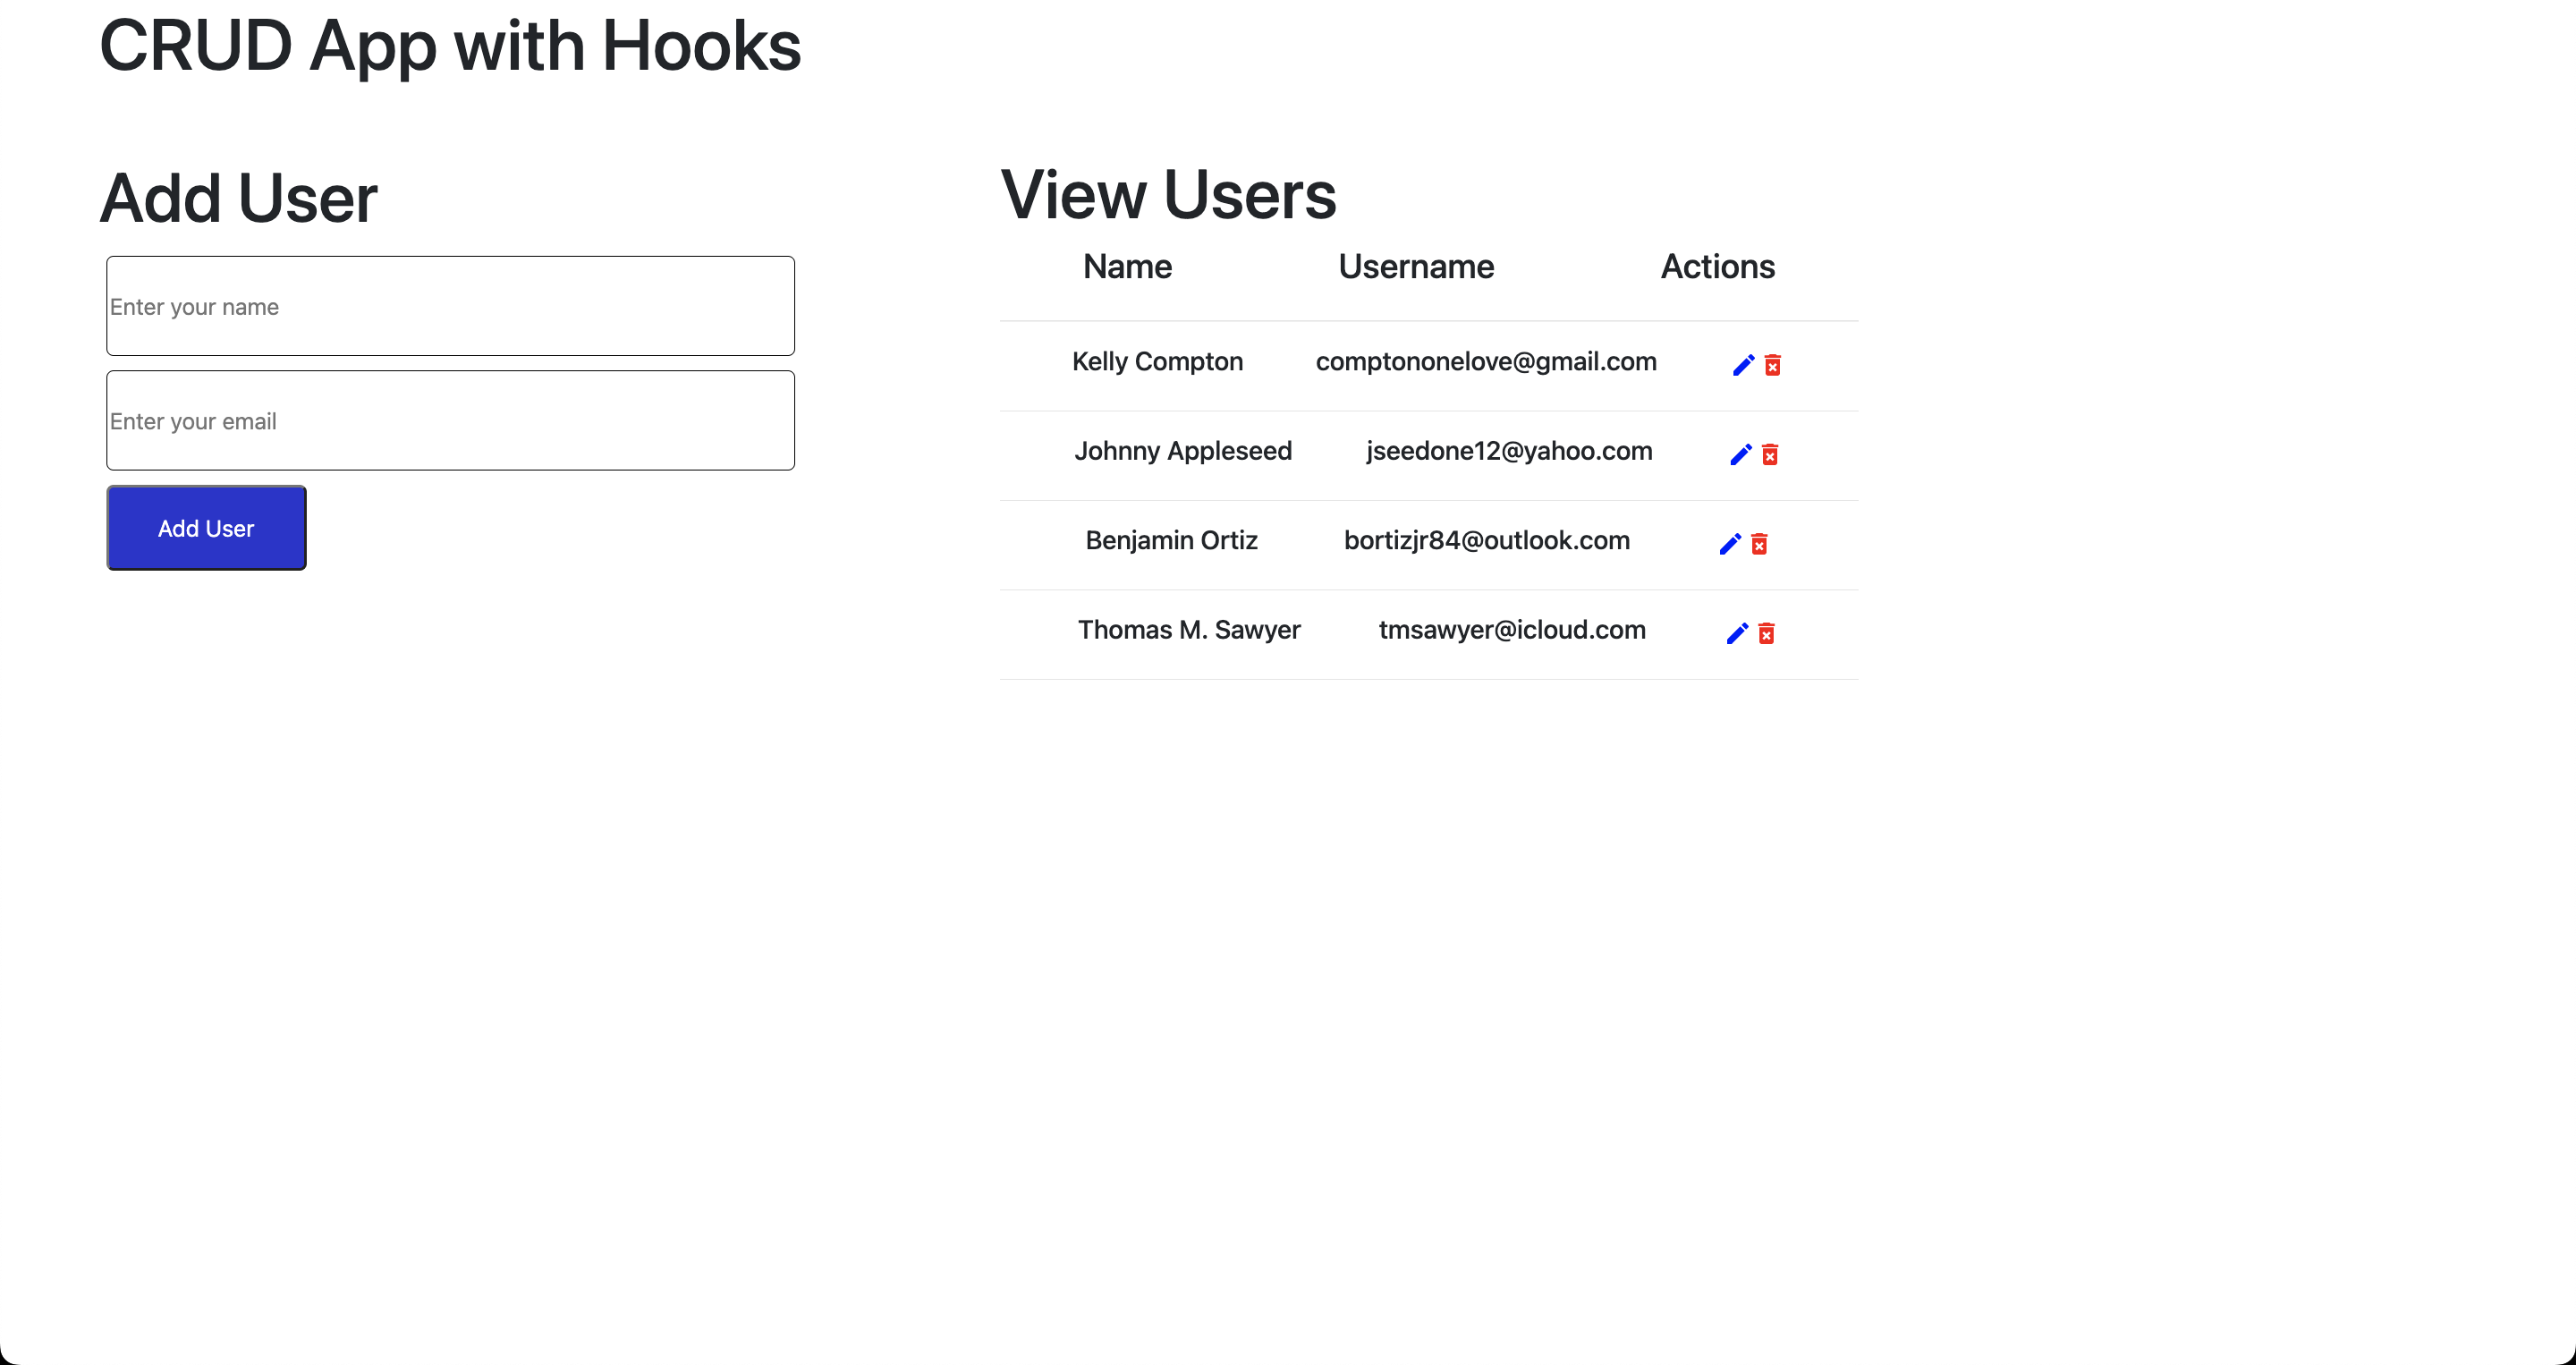 CRUD App with Hooks
Add User
Enter your name
Enter your email
Add User
View Users
Name Username Actions
Kelly Compton comptononelove@gmail.com
Johnny Appleseed jseedone12@yahoo.com
Benjamin Ortiz bortizjr84@outlook.com
Thomas M. Sawyer tmsawyer@icloud.com